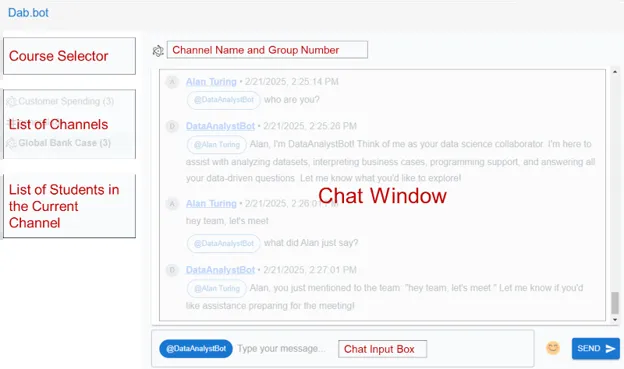 Dab.bot
Course Selector
Customer Spending (3)
List of Channels
Global Bank Case (3)
List of Students in
the Current
Channel
Channel Name and Group Number
A Alan Turing • 2/21/2025, 2:25:14 PM
@DataAnalystBot who are you?
D DataAnalystBot • 2/21/2025, 2:25:26 PM
@Alan Turing Alan, I'm DataAnalystBot! Think of me as your data science collaborator. I'm here to
assist with analyzing datasets, interpreting business cases, programming support, and answering all
your data-driven questions. Let me know what you'd like to explore!
Chat Window
A Alan Turing • 2/21/2025, 2:26:01 PM
hey team, let's meet
@DataAnalystBot what did Alan just say?
D DataAnalystBot • 2/21/2025, 2:27:01 PM
@Alan Turing Alan, you just mentioned to the team: "hey team, let's meet." Let me know if you'd
like assistance preparing for the meeting!
@DataAnalystBot Type your message... Chat Input Box SEND